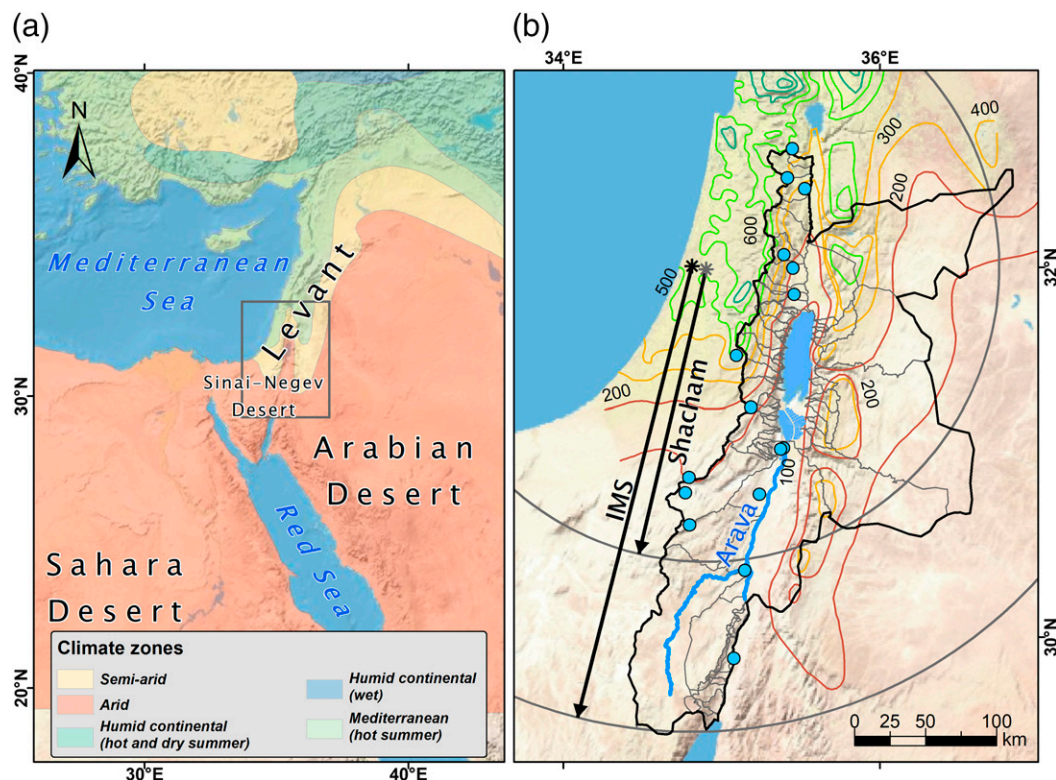 (a)
40°N
N
Mediterranean
Sea
Levant
Sinai–Negev
Desert
30°N
Arabian
Desert
Red Sea
Sahara
Desert
20°N
Climate zones
Semi-arid
Arid
Humid continental
(hot and dry summer)
Humid continental
(wet)
Mediterranean
(hot summer)
30°E
40°E
(b)
34°E
36°E
400
300
200
600
32°N
500
200
Shacham
200
IMS
100
Arava
30°N
0 25 50 100
km